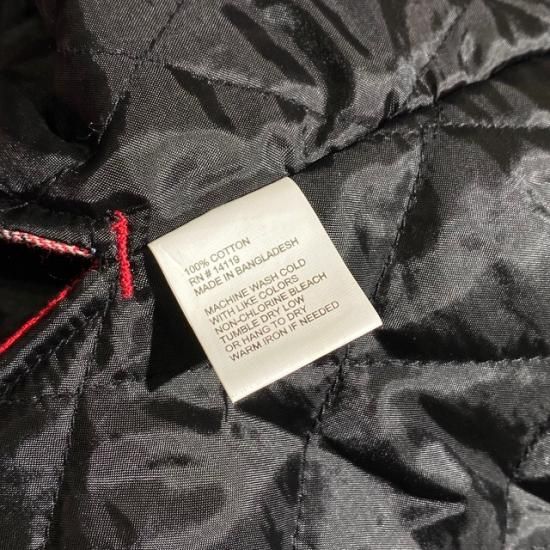 100% COTTON
RN # 14119
MADE IN BANGLADESH
MACHINE WASH COLD
WITH LIKE COLORS
NON-CHLORINE BLEACH
TUMBLE DRY LOW
OR HANG TO DRY
WARM IRON IF NEEDED